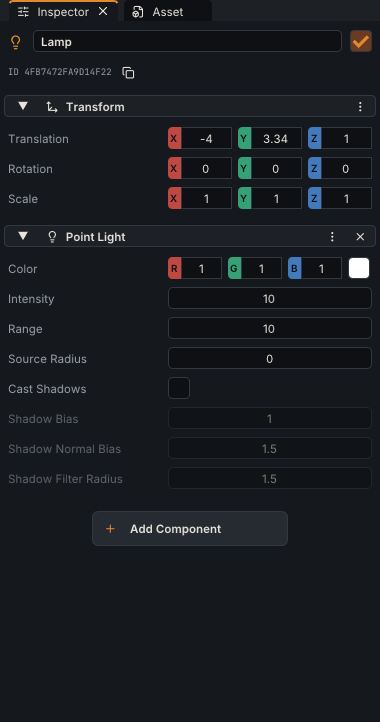 Inspector Asset
Lamp
ID 4FB7472FA9D14F22
Transform
Translation X -4 Y 3.34 Z 1
Rotation X 0 Y 0 Z 0
Scale X 1 Y 1 Z 1
Point Light
Color R 1 G 1 B 1
Intensity 10
Range 10
Source Radius 0
Cast Shadows
Shadow Bias 1
Shadow Normal Bias 1.5
Shadow Filter Radius 1.5
+ Add Component